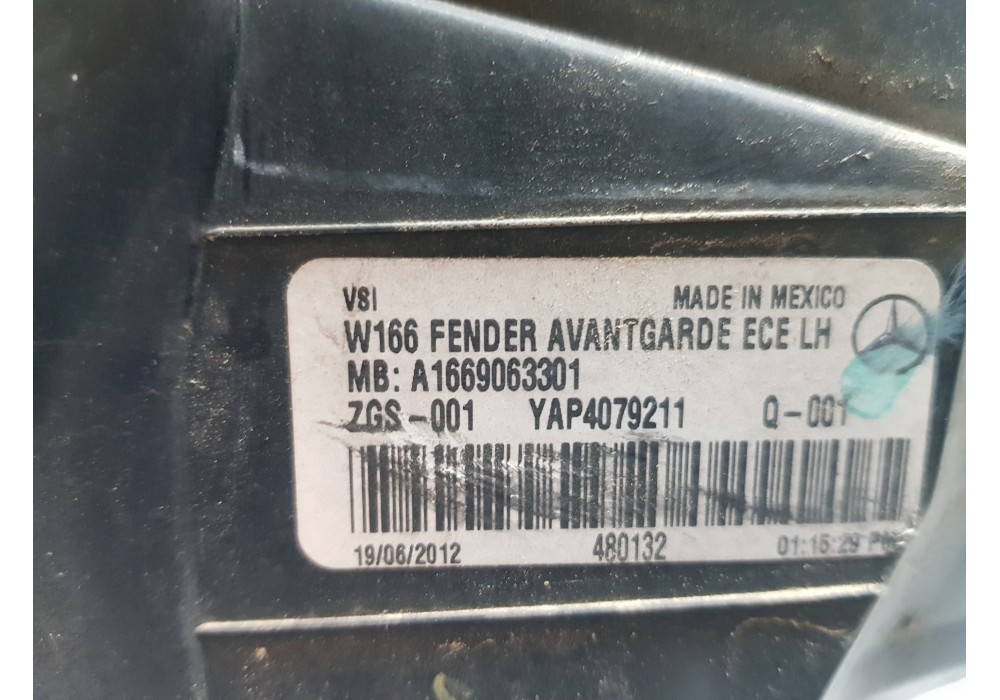 VSI MADE IN MEXICO
W166 FENDER AVANTGARDE ECE LH
MB: A1669063301
ZGS-001 YAP4079211 Q-001
19/06/2012 480132 01:15:29 PM